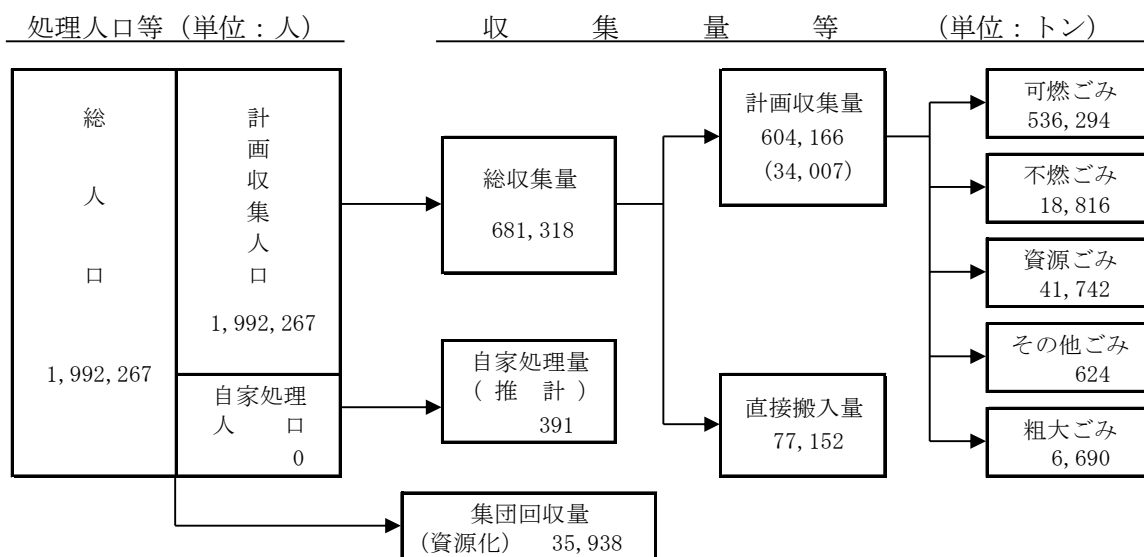 処理人口等（単位：人）
収集量等（単位：トン）
総人口
1,992,267
計画収集人口
1,992,267
自家処理
人口
0
総収集量
681,318
自家処理量
（推計）
391
集団回収量
（資源化） 35,938
計画収集量
604,166
(34,007)
直接搬入量
77,152
可燃ごみ
536,294
不燃ごみ
18,816
資源ごみ
41,742
その他ごみ
624
粗大ごみ
6,690